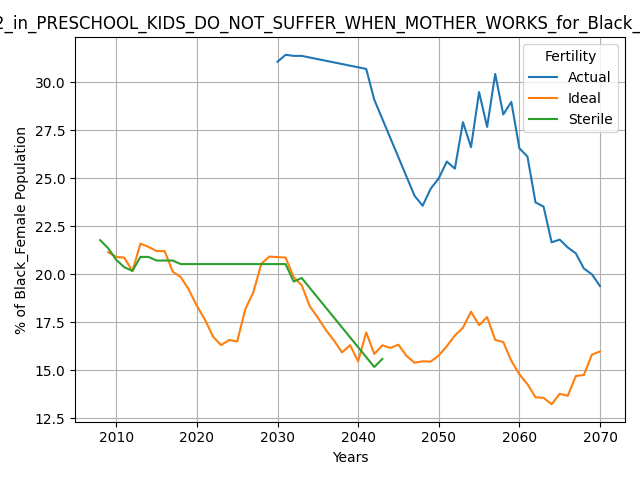 2_in_PRESCHOOL_KIDS_DO_NOT_SUFFER_WHEN_MOTHER_WORKS_for_Black_
Fertility
Actual
Ideal
Sterile
30.0
27.5
25.0
22.5
20.0
17.5
15.0
12.5
% of Black_Female Population
2010 2020 2030 2040 2050 2060 2070
Years